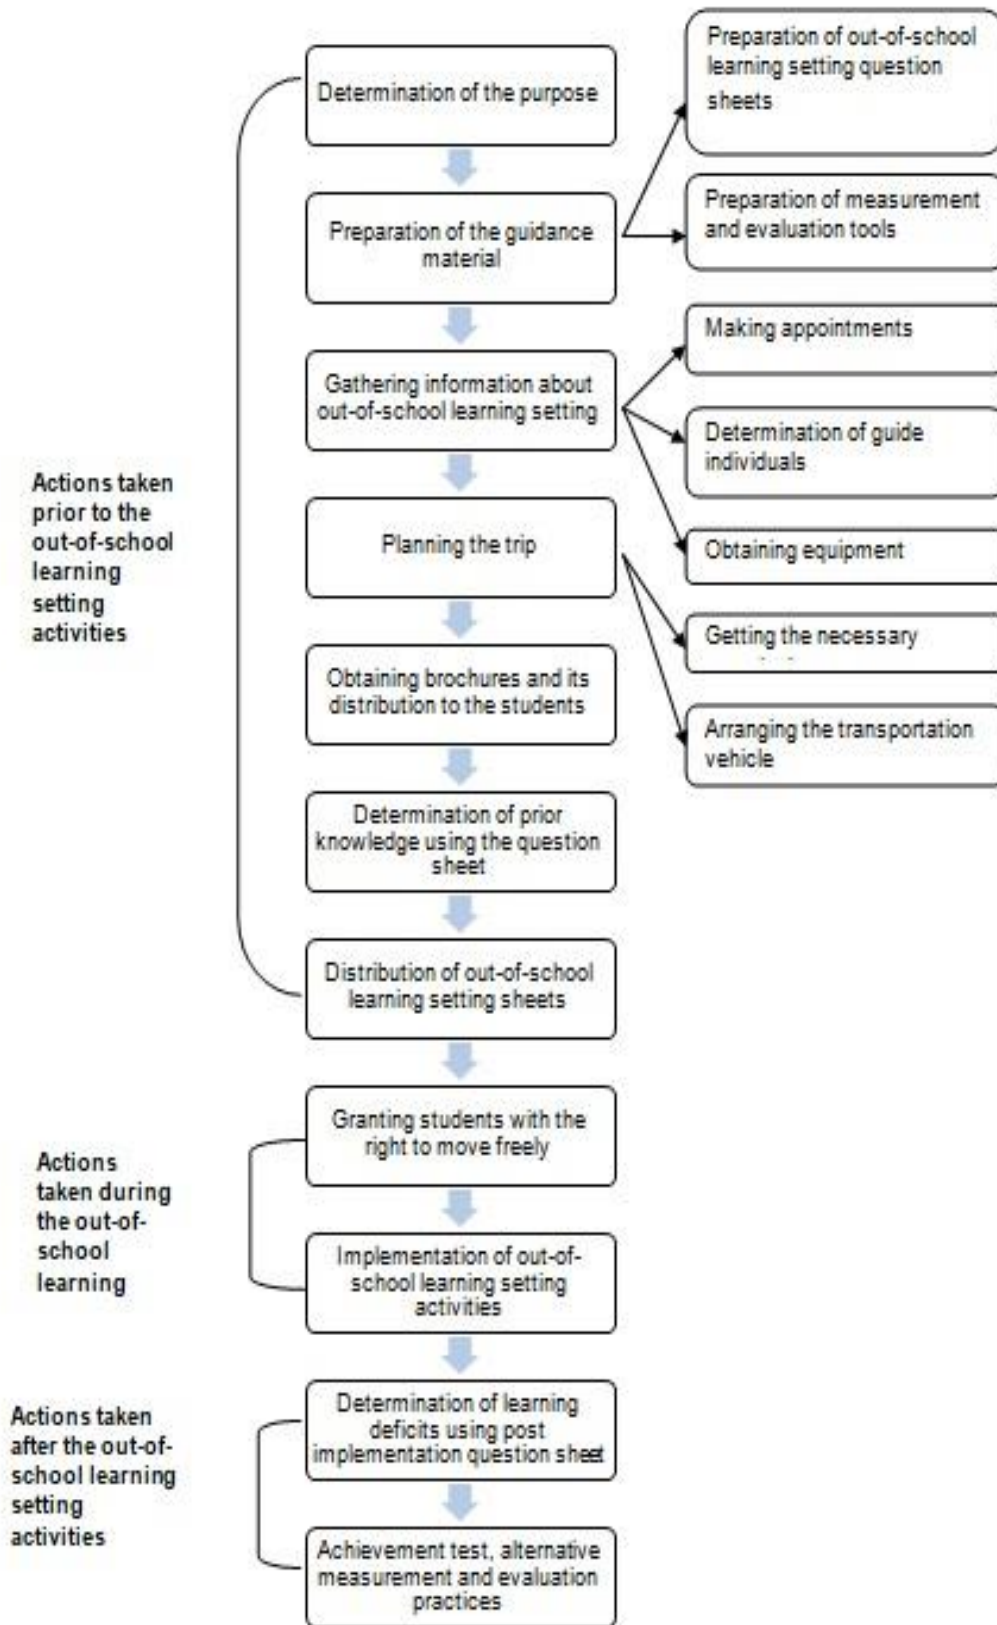 Determination of the purpose
Preparation of the guidance
material
Gathering information about
out-of-school learning setting
Planning the trip
Obtaining brochures and its
distribution to the students
Determination of prior
knowledge using the question
sheet
Distribution of out-of-school
learning setting sheets
Granting students with the
right to move freely
Implementation of out-of-
school learning setting
activities
Determination of learning
deficits using post
implementation question sheet
Achievement test, alternative
measurement and evaluation
practices
Preparation of out-of-school
learning setting question
sheets
Preparation of measurement
and evaluation tools
Making appointments
Determination of guide
individuals
Obtaining equipment
Getting the necessary
Arranging the transportation
vehicle
Actions taken
prior to the
out-of-school
learning
setting
activities
Actions
taken during
the out-of-
school
learning
Actions taken
after the out-of-
school learning
setting
activities